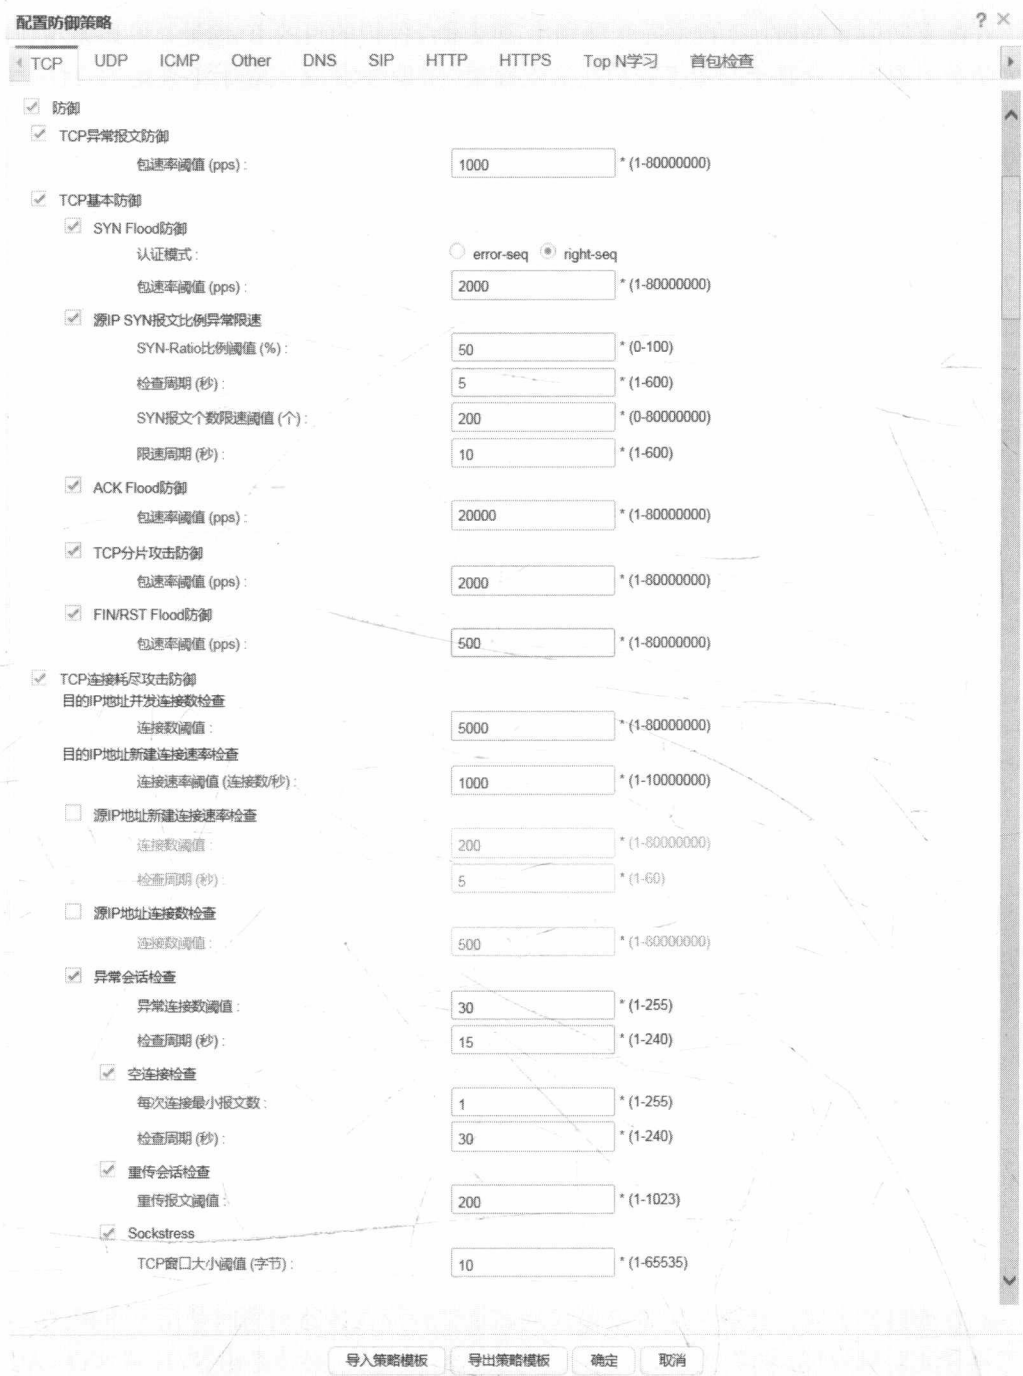 配置防御策略 ? ×
TCP UDP ICMP Other DNS SIP HTTP HTTPS Top N学习 首包检查
防御
TCP异常报文防御
包速率阈值 (pps) : 1000 * (1-80000000)
TCP基本防御
SYN Flood防御
认证模式 : error-seq right-seq
包速率阈值 (pps) : 2000 * (1-80000000)
源IP SYN报文比例异常限速
SYN-Ratio比例阈值 (%) : 50 * (0-100)
检查周期 (秒) : 5 * (1-600)
SYN报文个数限速阈值 (个) : 200 * (0-80000000)
限速周期 (秒) : 10 * (1-600)
ACK Flood防御
包速率阈值 (pps) : 20000 * (1-80000000)
TCP分片攻击防御
包速率阈值 (pps) : 2000 * (1-80000000)
FIN/RST Flood防御
包速率阈值 (pps) : 500 * (1-80000000)
TCP连接耗尽攻击防御
目的IP地址并发连接数检查
连接数阈值 : 5000 * (1-80000000)
目的IP地址新建连接速率检查
连接速率阈值 (连接数/秒) : 1000 * (1-10000000)
源IP地址新建连接速率检查
连接数阈值 : 200 * (1-80000000)
检查周期 (秒) : 5 * (1-60)
源IP地址连接数检查
连接数阈值 : 500 * (1-80000000)
异常会话检查
异常连接数阈值 : 30 * (1-255)
检查周期 (秒) : 15 * (1-240)
空连接检查
每次连接最小报文数 : 1 * (1-255)
检查周期 (秒) : 30 * (1-240)
重传会话检查
重传报文阈值 : 200 * (1-1023)
Sockstress
TCP窗口大小阈值 (字节) : 10 * (1-65535)
导入策略模板 导出策略模板 确定 取消